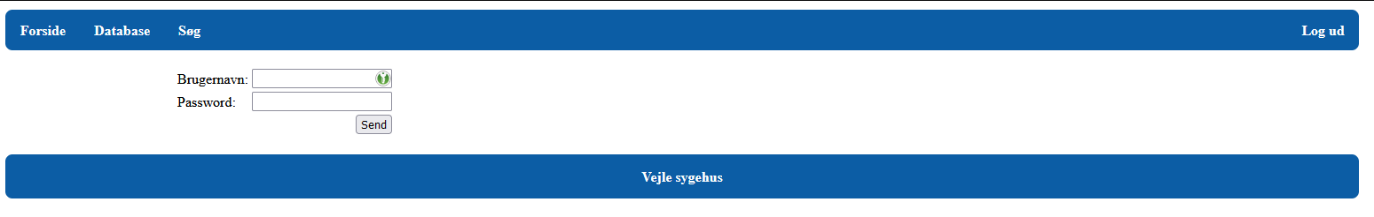 Forside Database Søg Log ud
Brugernavn:
Password:
Send
Vejle sygehus